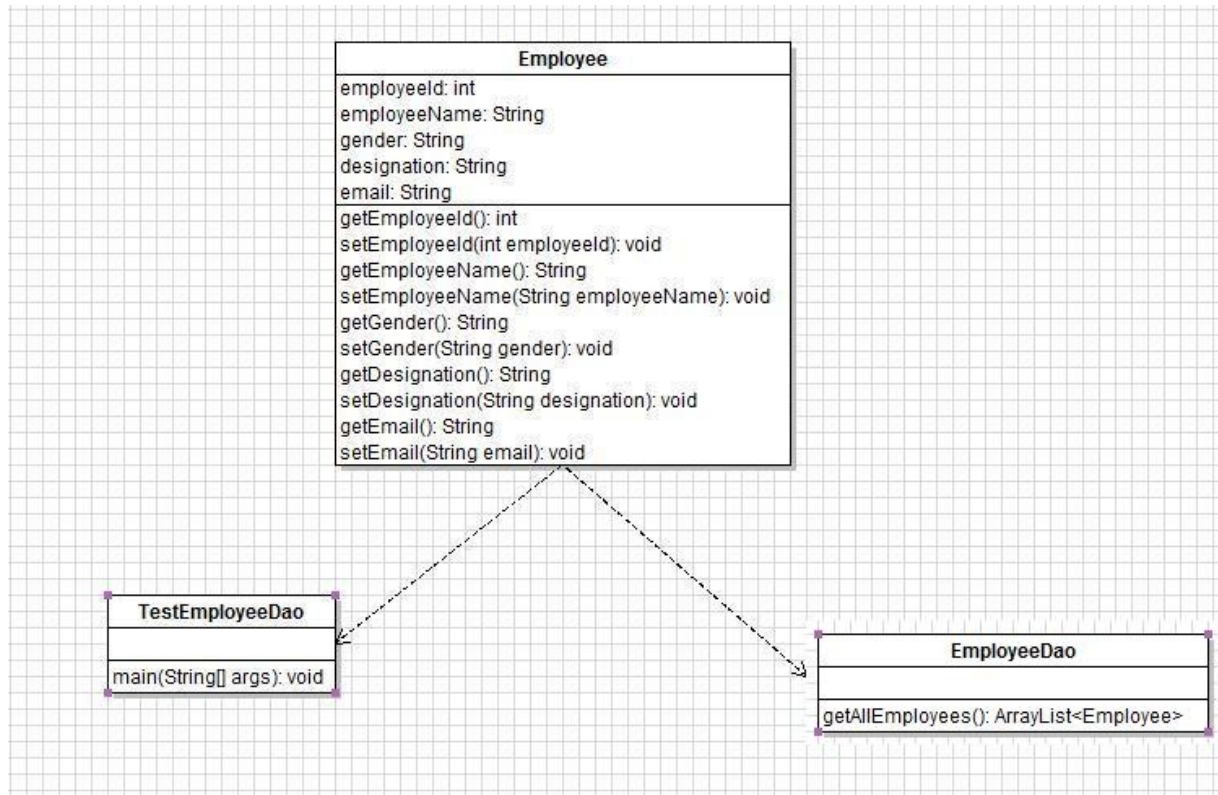 Employee
employeeId: int
employeeName: String
gender: String
designation: String
email: String
getEmployeeId(): int
setEmployeeId(int employeeId): void
getEmployeeName(): String
setEmployeeName(String employeeName): void
getGender(): String
setGender(String gender): void
getDesignation(): String
setDesignation(String designation): void
getEmail(): String
setEmail(String email): void
TestEmployeeDao
main(String[] args): void
EmployeeDao
getAllEmployees(): ArrayList<Employee>